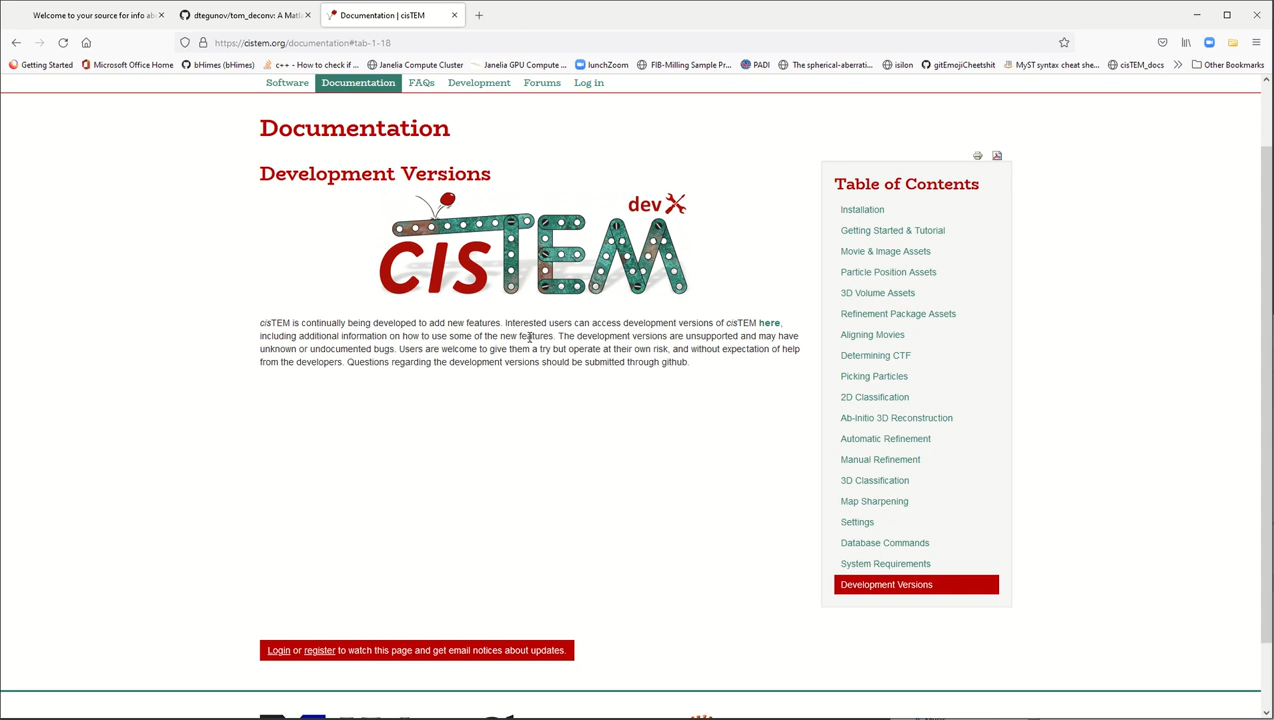 Welcome to your source for info ab
dtegunov/tom_deconv: A Matl
Documentation | cisTEM
https://cistem.org/documentation#tab-1-18
Getting Started
Microsoft Office Home
bHimes (bHimes)
c++ - How to check if ...
Janelia Compute Cluster
Janelia GPU Compute ...
lunchZoom
FIB-Milling Sample Pr...
PADI
The spherical-aberrati...
isilon
gitEmojiCheetshit
MyST syntax cheat she...
cisTEM_docs
Other Bookmarks
Software
Documentation
FAQs
Development
Forums
Log in
Documentation
Development Versions
dev
cisTEM
cisTEM is continually being developed to add new features. Interested users can access development versions of cisTEM here,
including additional information on how to use some of the new features. The development versions are unsupported and may have
unknown or undocumented bugs. Users are welcome to give them a try but operate at their own risk, and without expectation of help
from the developers. Questions regarding the development versions should be submitted through github.
Table of Contents
Installation
Getting Started & Tutorial
Movie & Image Assets
Particle Position Assets
3D Volume Assets
Refinement Package Assets
Aligning Movies
Determining CTF
Picking Particles
2D Classification
Ab-Initio 3D Reconstruction
Automatic Refinement
Manual Refinement
3D Classification
Map Sharpening
Settings
Database Commands
System Requirements
Development Versions
Login or register to watch this page and get email notices about updates.